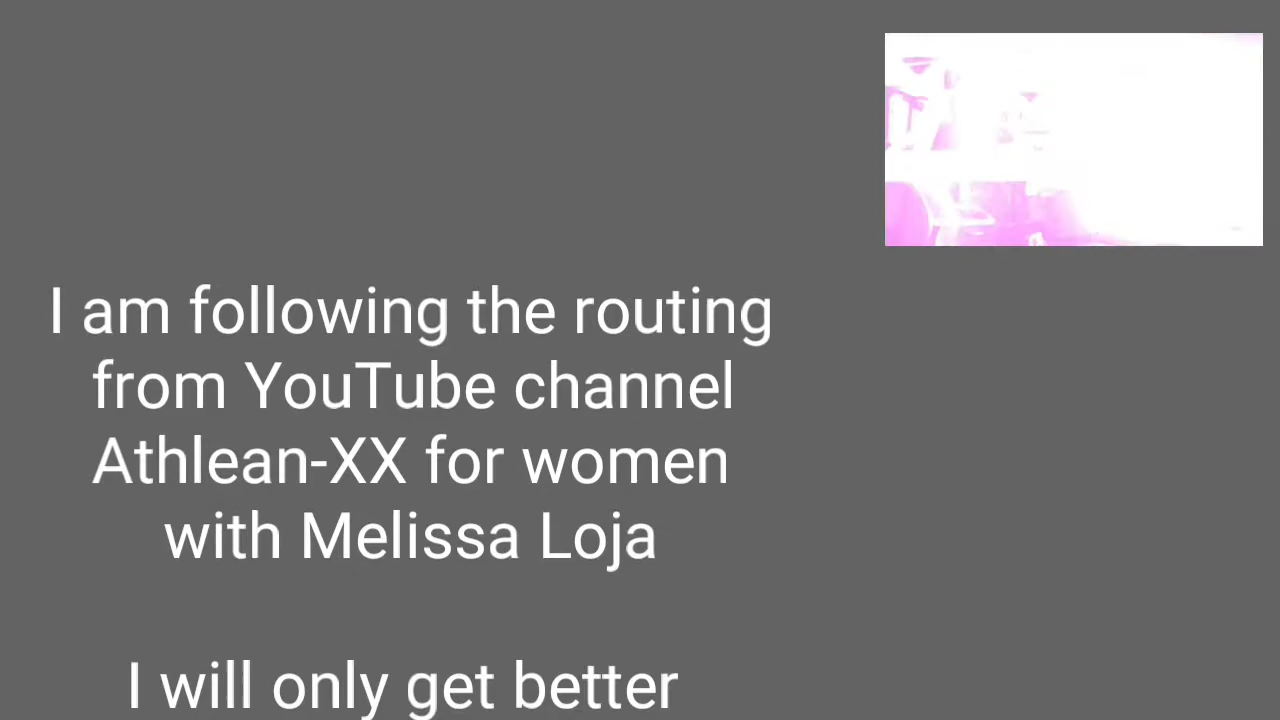 I am following the routing
from YouTube channel
Athlean-XX for women
with Melissa Loja
I will only get better